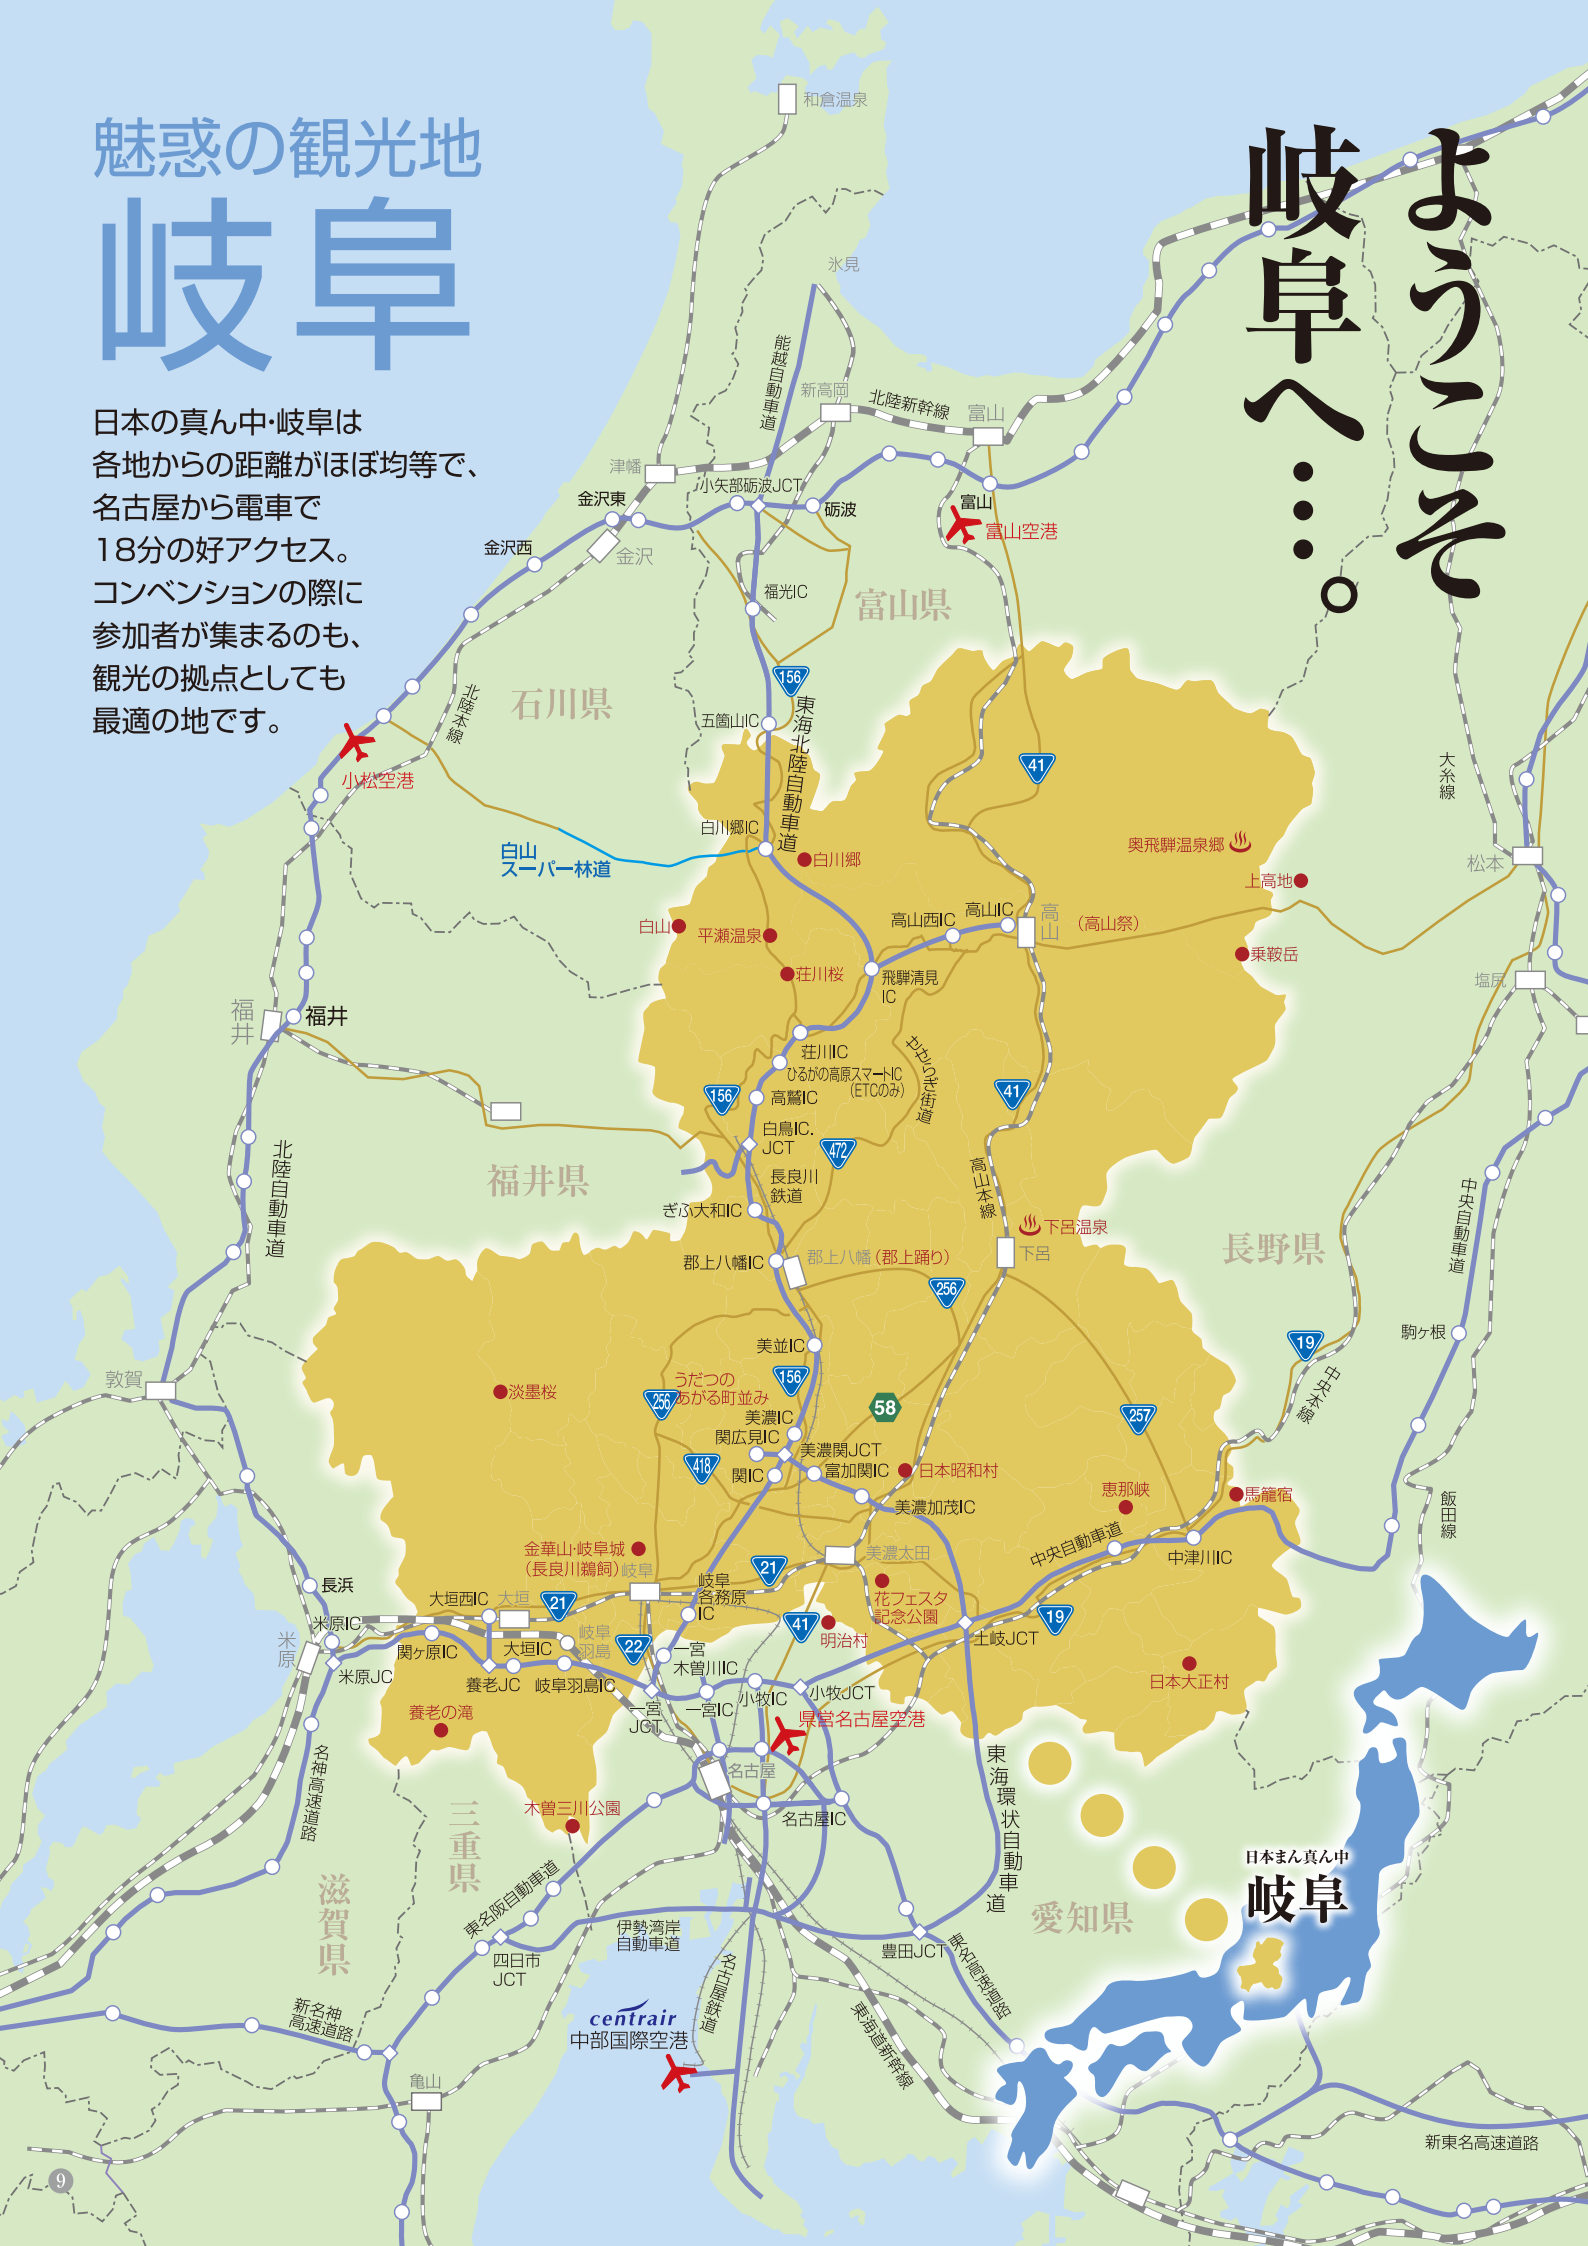 魅惑の観光地
岐阜
日本の真ん中・岐阜は
各地からの距離がほぼ均等で、
名古屋から電車で
18分の好アクセス。
コンベンションの際に
参加者が集まるのも、
観光の拠点としても
最適の地です。
ようこそ
岐阜へ…。
和倉温泉
氷見
能越自動車道
新高岡
北陸新幹線
富山
津幡
小矢部砺波JCT
金沢東
砺波
富山
富山空港
金沢西
金沢
福光IC
富山県
156
北陸本線
石川県
五箇山IC
東海北陸自動車道
小松空港
41
大糸線
白川郷IC
白山
スーパー林道
白川郷
奥飛騨温泉郷
松本
上高地
高山IC
高山西IC
高山
(高山祭)
白山
平瀬温泉
乗鞍岳
荘川桜
飛騨清見
IC
塩尻
福井
福井
荘川IC
ひるがの高原スマートIC
(ETCのみ)
せせらぎ街道
156
高鷲IC
41
白鳥IC.
JCT
472
北陸自動車道
福井県
長良川
鉄道
高山本線
中央自動車道
ぎふ大和IC
下呂温泉
下呂
長野県
郡上八幡IC
郡上八幡
(郡上踊り)
256
駒ヶ根
19
美並IC
中央本線
敦賀
淡墨桜
うだつの
あがる町並み
256
156
58
257
美濃IC
関広見IC
美濃関JCT
418
関IC
富加関IC
日本昭和村
恵那峡
馬籠宿
飯田線
美濃加茂IC
中央自動車道
金華山・岐阜城
(長良川鵜飼)
岐阜
美濃太田
中津川IC
21
岐阜
各務原
IC
長浜
大垣西IC
大垣
21
花フェスタ
記念公園
米原IC
41
19
明治村
土岐JCT
米原
関ヶ原IC
大垣IC
岐阜
羽島
22
一宮
木曽川IC
米原JC
養老JC
岐阜羽島IC
小牧IC
小牧JCT
日本大正村
一宮
JCT
一宮IC
養老の滝
県営名古屋空港
名神高速道路
名古屋
東海環状自動車道
木曽三川公園
名古屋IC
三重県
日本まん真ん中
岐阜
滋賀県
東名阪自動車道
愛知県
伊勢湾岸
自動車道
豊田JCT
東名高速道路
四日市
JCT
名古屋鉄道
新名神
高速道路
centrair
中部国際空港
東海道新幹線
亀山
新東名高速道路
9